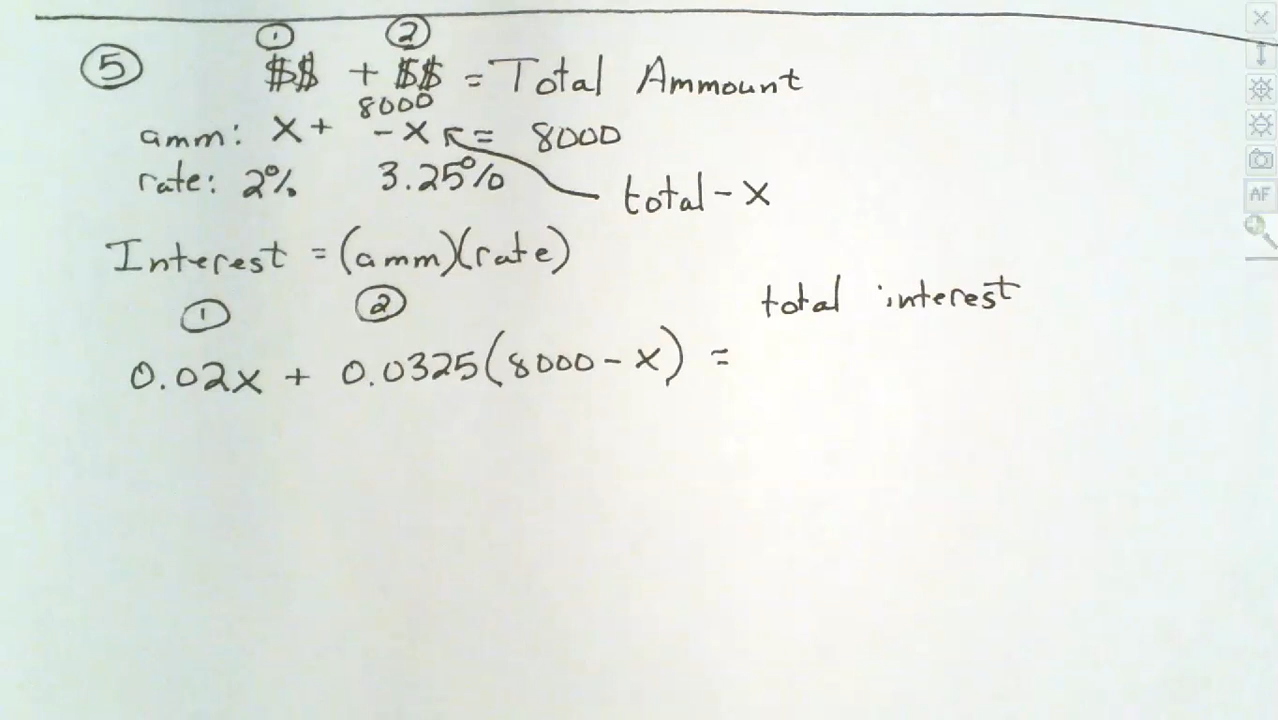 ① ②
⑤ $$ + $$ = Total Ammount
8000
amm: x + - x = 8000
rate: 2% 3.25% total - x
Interest = (amm)(rate)
① ② total interest
0.02x + 0.0325(8000 - x) =
AF